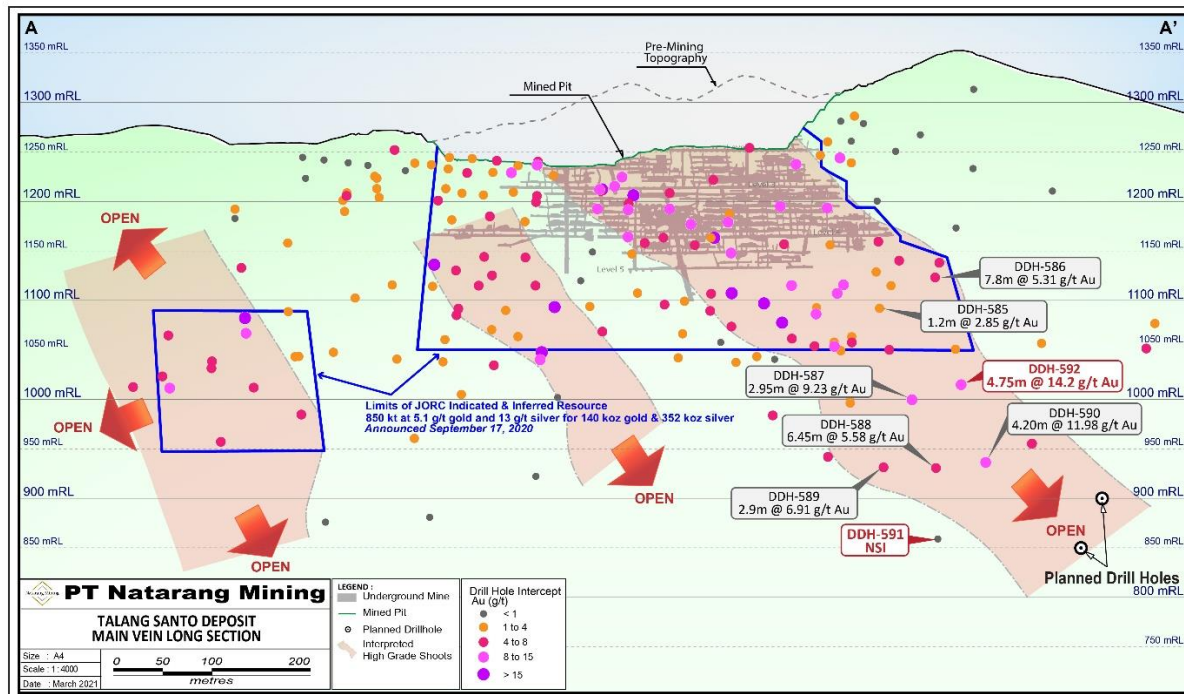 A
A'
1350 mRL
1350 mRL
Pre-Mining
Topography
Mined Pit
1300 mRL
1300 mRL
1250 mRL
1250 mRL
1200 mRL
1200 mRL
OPEN
1150 mRL
1150 mRL
Level 5
DDH-586
7.8m @ 5.31 g/t Au
1100 mRL
1100 mRL
DDH-585
1.2m @ 2.85 g/t Au
1050 mRL
1050 mRL
DDH-587
2.95m @ 9.23 g/t Au
DDH-592
4.75m @ 14.2 g/t Au
1000 mRL
1000 mRL
Limits of JORC Indicated & Inferred Resource
850 kt at 5.1 g/t gold and 13 g/t silver for 140 koz gold & 352 koz silver
Announced September 17, 2020
OPEN
DDH-588
6.45m @ 5.58 g/t Au
DDH-590
4.20m @ 11.98 g/t Au
950 mRL
950 mRL
DDH-589
2.9m @ 6.91 g/t Au
OPEN
900 mRL
900 mRL
OPEN
DDH-591
NSI
850 mRL
850 mRL
OPEN
Planned Drill Holes
800 mRL
750 mRL
Natarang Mining
PT Natarang Mining
TALANG SANTO DEPOSIT
MAIN VEIN LONG SECTION
Size : A4
Scale : 1: 4000
Date : March 2021
0 50 100 200
metres
LEGEND :
Underground Mine
Mined Pit
Planned Drillhole
Interpreted
High Grade Shoots
Drill Hole Intercept
Au (g/t)
< 1
1 to 4
4 to 8
8 to 15
> 15